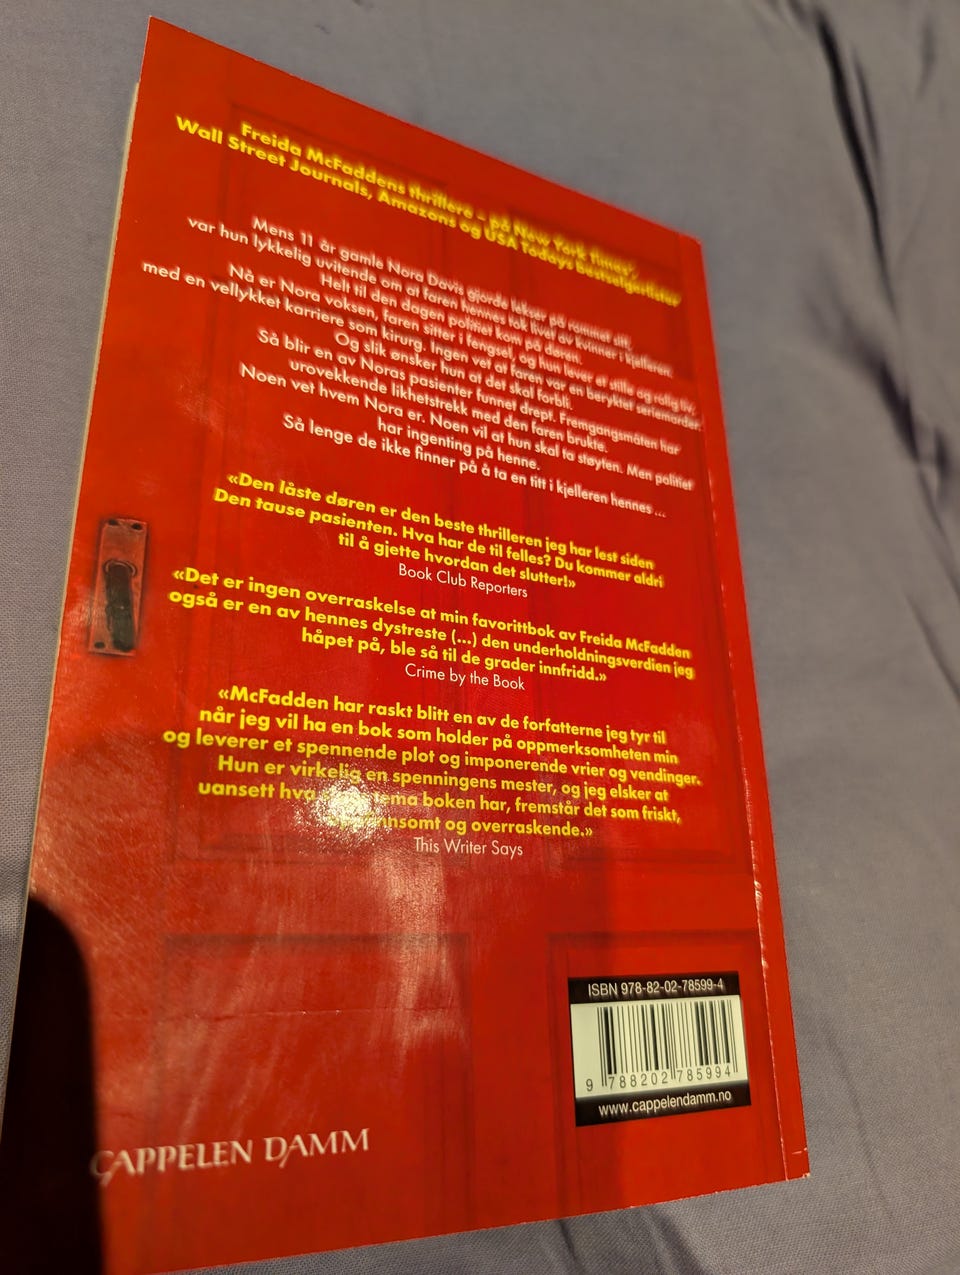 Freida McFaddens thrillere – på New York Times',
Wall Street Journals, Amazons og USA Todays Bestselgerlister
Mens 11 år gamle Nora Davis gjorde lekser på rommet sitt,
var hun lykkelig uvitende om at faren hennes tok livet av kvinner i kjelleren.
Helt til den dagen politiet kom på døren.
Nå er Nora voksen, faren sitter i fengsel, og hun lever et stille og rolig liv,
med en vellykket karriere som kirurg. Ingen vet at faren var en beryktet seriemorder.
Og slik ønsker hun at det skal forbli.
Så blir en av Noras pasienter funnet drept. Fremgangsmåten har
urovekkende likhetstrekk med den faren brukte.
Noen vet hvem Nora er. Noen vil at hun skal ta støyten. Men politiet
har ingenting på henne.
Så lenge de ikke finner på å ta en titt i kjelleren hennes ...
«Den låste døren er den beste thrilleren jeg har lest siden
Den tause pasienten. Hva har de til felles? Du kommer aldri
til å gjette hvordan det slutter!»
Book Club Reporters
«Det er ingen overraskelse at min favorittbok av Freida McFadden
også er en av hennes dystreste (...) den underholdningsverdien jeg
håpet på, ble så til de grader innfridd.»
Crime by the Book
«McFadden har raskt blitt en av de forfatterne jeg tyr til
når jeg vil ha en bok som holder på oppmerksomheten min
og leverer et spennende plot og imponerende vrier og vendinger.
Hun er virkelig en spenningens mester, og jeg elsker at
uansett hva tema boken har, fremstår det som friskt,
og overraskende.»
This Writer Says
ISBN 978-82-02-78599-4
9 788202 785994
www.cappelendamm.no
CAPPELEN DAMM